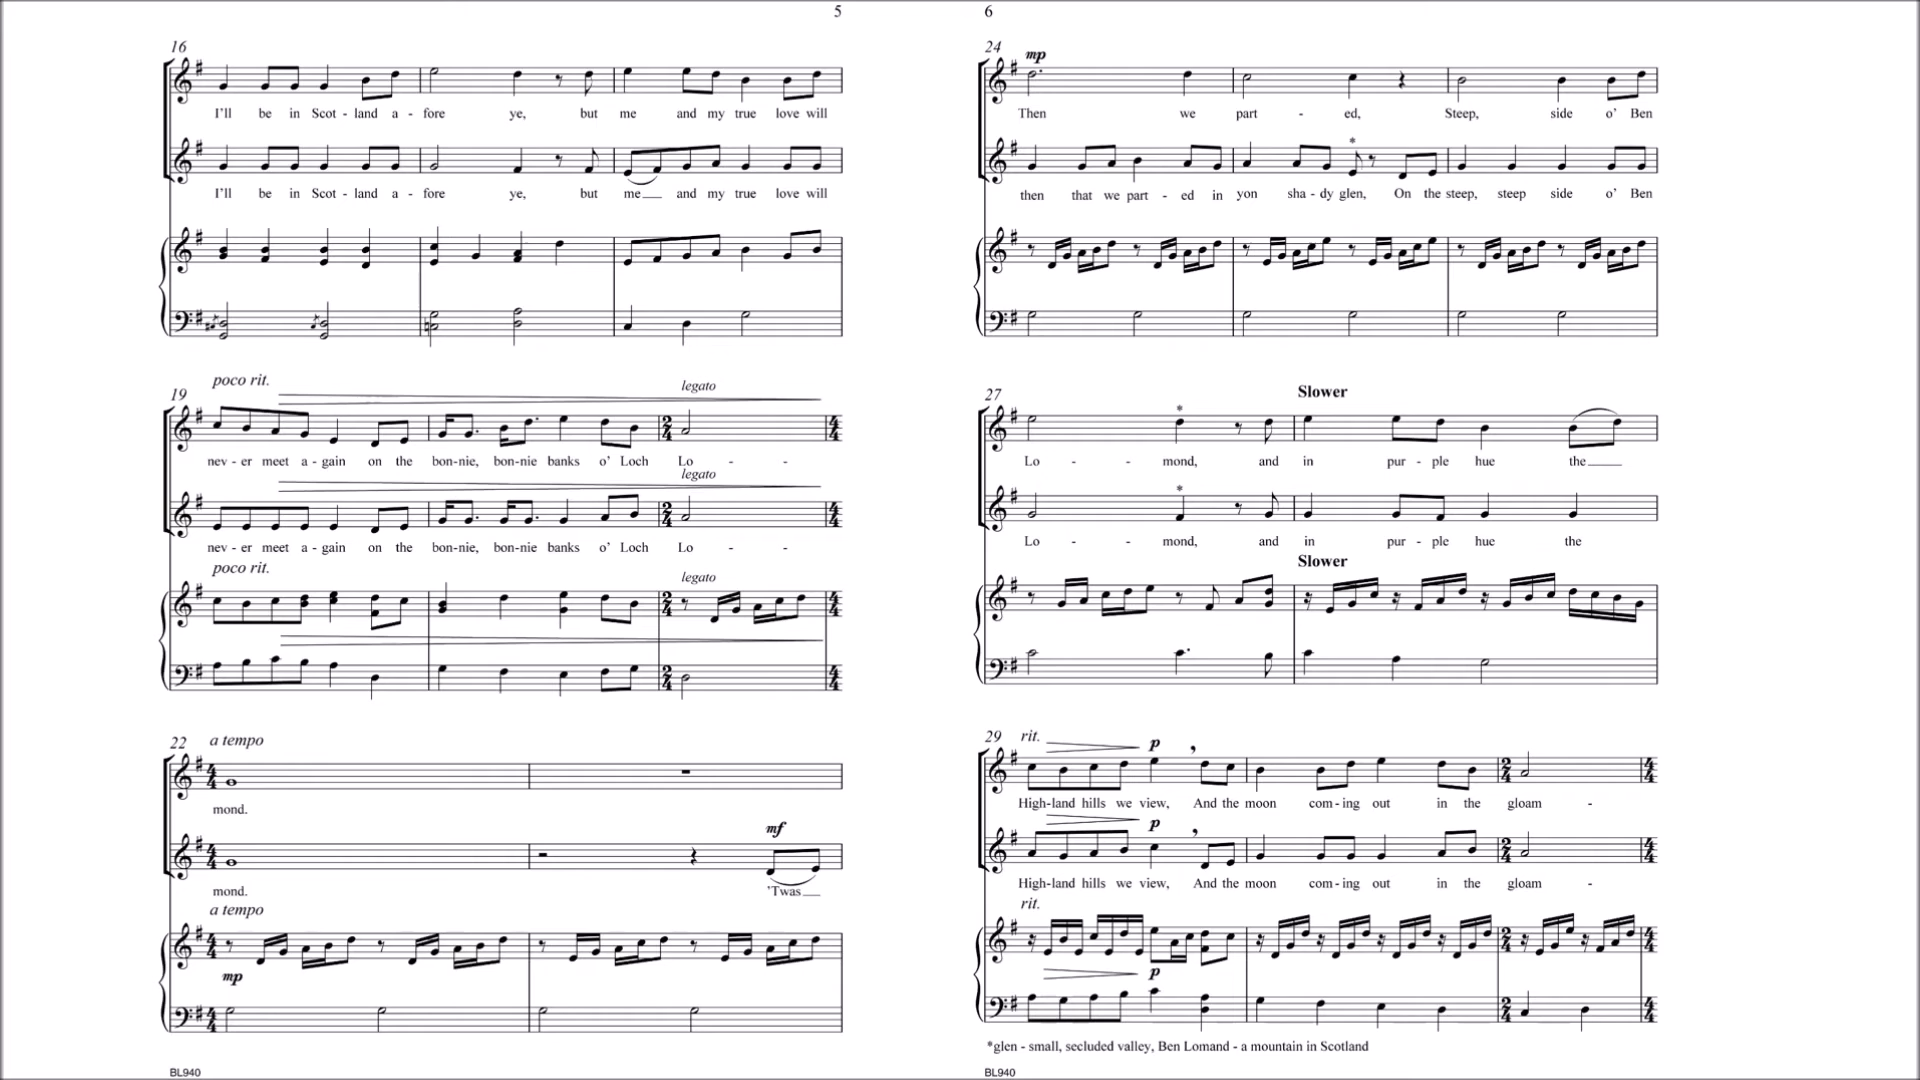 5
16
I'll be in Scot - land a - fore ye, but me and my true love will
I'll be in Scot - land a - fore ye, but me and my true love will
poco rit.
19
legato
nev - er meet a - gain on the bon-nie, bon-nie banks o' Loch Lo - -
legato
nev - er meet a - gain on the bon-nie, bon-nie banks o' Loch Lo - -
poco rit.
legato
22 a tempo
mond.
mf
mond. 'Twas
a tempo
mp
BL940
6
24
mp
Then we part - ed, Steep, side o' Ben
*
then that we part - ed in yon sha - dy glen, On the steep, steep side o' Ben
27
Slower
*
Lo - - mond, and in pur - ple hue the
*
Lo - - mond, and in pur - ple hue the
Slower
29 rit. p
High-land hills we view, And the moon com - ing out in the gloam -
p
High-land hills we view, And the moon com - ing out in the gloam -
rit.
p
*glen - small, secluded valley, Ben Lomand - a mountain in Scotland
BL940